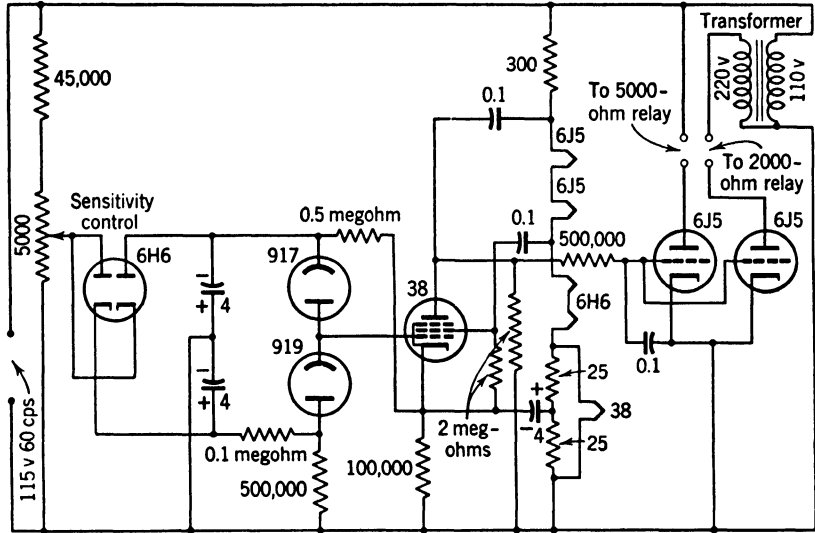 Transformer
45,000
300
220 v
110 v
0.1
To 5000-
ohm relay
6J5
To 2000-
ohm relay
6J5
Sensitivity
control
5000
6H6
0.5 megohm
0.1
500,000
6J5
6J5
917
- 
+ 4
38
6H6
919
0.1
-
+ 4
+
25
115 v 60 cps
38
- 4
2 meg-
ohms
25
0.1 megohm
500,000
100,000